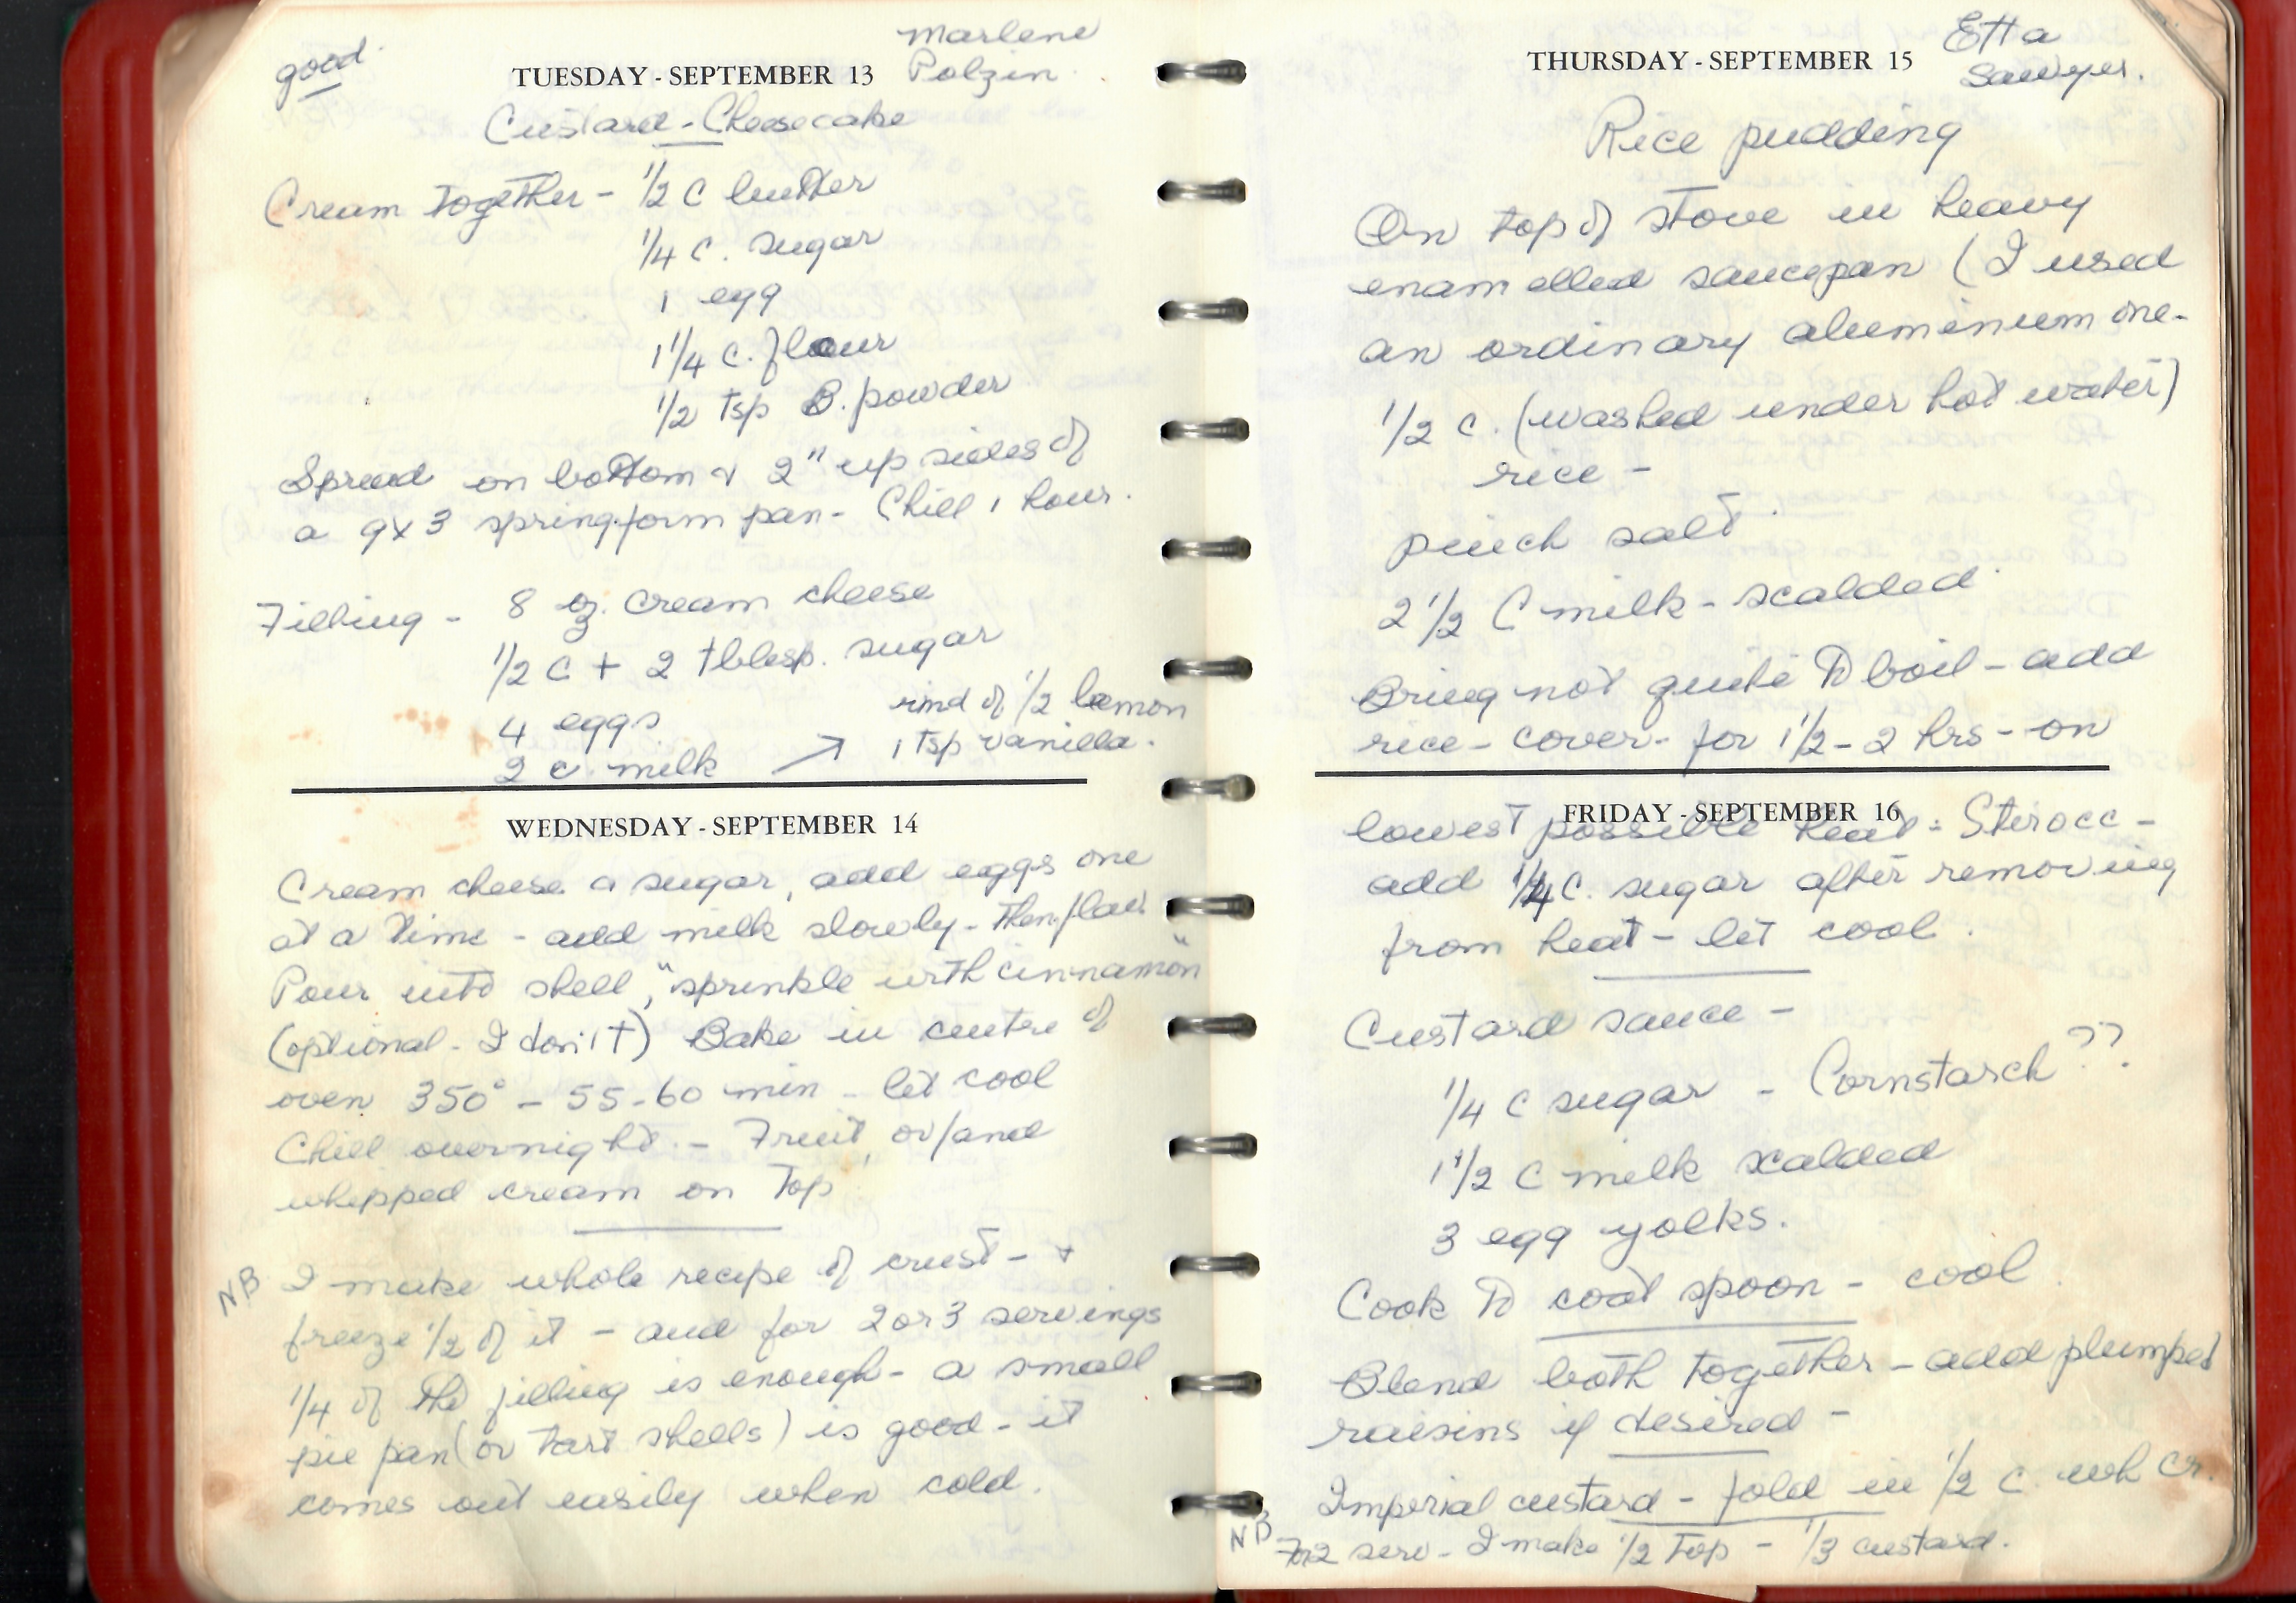 good
Marlene
TUESDAY - SEPTEMBER 13 Polzin
Custard - Cheesecake
Cream together - 1/2 C butter
1/4 C. sugar
1 egg
1 1/4 C. flour
1/2 tsp B. powder
Spread on bottom & 2" up sides of
a 9x3 springform pan - Chill 1 hour.
Filling - 8 oz. cream cheese
1/2 C + 2 tblesp. sugar
4 eggs
rind of 1/2 lemon
2 c milk → 1 tsp vanilla.
WEDNESDAY - SEPTEMBER 14
Cream cheese & sugar, add eggs one
at a time - add milk slowly - then flav.
Pour into shell, "sprinkle with cinnamon"
(optional - I don't) Bake in centre of
oven 350° - 55-60 min - let cool
Chill overnight - Fruit, or/and
whipped cream on top
NB I make whole recipe of crust - &
freeze 1/2 of it - and for 2 or 3 servings
1/4 of the filling is enough - a small
pie pan (or tart shells) is good - it
comes out easily when cold.
THURSDAY - SEPTEMBER 15
Etta
Sawyer.
Rice pudding
On top of stove in heavy
enamelled saucepan (I used
an ordinary aluminium one -
1/2 c. (washed under hot water)
rice -
pinch salt
2 1/2 C milk - scalded
Bring not quite to boil - add
rice - cover - for 1 1/2 - 2 hrs - on
FRIDAY - SEPTEMBER 16
lowest possible heat - Stir occ -
add 1/4 C. sugar after removing
from heat - let cool.
Custard sauce -
1/4 C sugar - Cornstarch ??
1 1/2 C milk scalded
3 egg yolks.
Cook to coat spoon - cool
Blend both together - add plumped
raisins if desired -
Imperial custard - fold in 1/2 C. wh cr.
NB For 2 serv - I make 1/2 top - 1/3 custard.